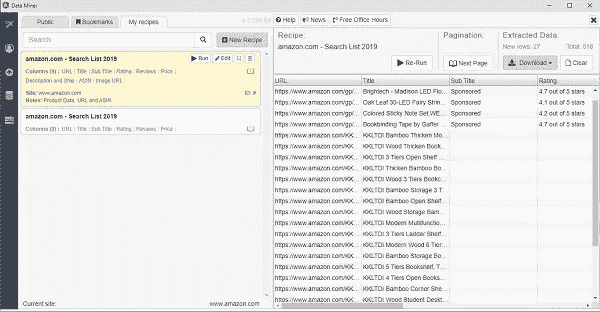 Data Miner
Public
Bookmarks
My recipes
Search
New Recipe
amazon.com - Search List 2019
Run
Edit
Columns (9) : URL | Title | Sub Title | Rating | Reviews | Price |
Description and Ship | ASIN | Image URL
Site: www.amazon.com
Notes: Product Data URL and ASIN
amazon.com - Search List 2019
Columns (9) : URL | Title | Sub Title | Rating | Reviews | Price |
Current site:
www.amazon.com
Help
News
Free Office Hours
Recipe:
amazon.com - Search List 2019
Re-Run
Pagination:
Next Page
Extracted Data:
New rows: 27
Total: 518
Download
Clear
URL Title Sub Title Rating
https://www.amazon.com/gp/... Brightech - Madison LED Flo... Sponsored 4.7 out of 5 stars
https://www.amazon.com/gp/... Oak Leaf 30-LED Fairy Strin... Sponsored 4.1 out of 5 stars
https://www.amazon.com/gp/... Colored Sticky Note Set,WE... Sponsored 4.2 out of 5 stars
https://www.amazon.com/gp/... Bookbinding Tape by Gaffer ... Sponsored 4.6 out of 5 stars
https://www.amazon.com/KK... KKLTDI Bamboo Thicken Mo...
https://www.amazon.com/KK... KKLTDI Wood Thicken Book...
https://www.amazon.com/KK... KKLTDI 3 Tiers Open Shelf ...
https://www.amazon.com/KK... KKLTDI Thicken Bamboo Bo...
https://www.amazon.com/KK... KKLTDI Wood 3 Tiers Book...
https://www.amazon.com/KK... KKLTDI Bamboo Storage 3 T...
https://www.amazon.com/KK... KKLTDI Bamboo Open Shelf ...
https://www.amazon.com/KK... KKLTDI Wood Storage Bam...
https://www.amazon.com/KK... KKLTDI Modern Multifunctio...
https://www.amazon.com/KK... KKLTDI 3 Tiers Ladder Shelf ...
https://www.amazon.com/KK... KKLTDI Modern Wood 6 Tier...
https://www.amazon.com/KK... KKLTDI Bamboo Storage Bo...
https://www.amazon.com/KK... KKLTDI 5 Tiers Bookshelf, T...
https://www.amazon.com/KK... KKLTDI 4 Tiers Open Books...
https://www.amazon.com/KK... KKLTDI Bamboo Corner She...
https://www.amazon.com/KK... KKLTDI Wood Student Deskt...